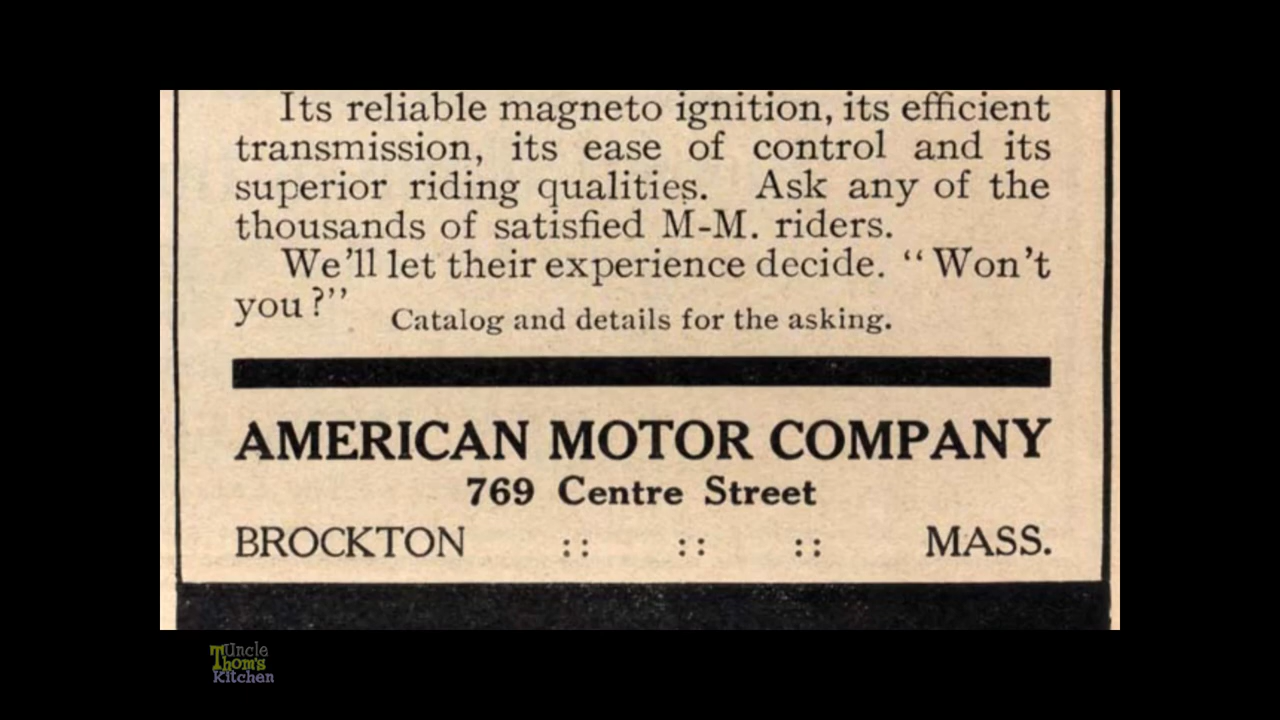 Its reliable magneto ignition, its efficient
transmission, its ease of control and its
superior riding qualities. Ask any of the
thousands of satisfied M-M. riders.
We'll let their experience decide. "Won't
you?"
Catalog and details for the asking.
AMERICAN MOTOR COMPANY
769 Centre Street
BROCKTON :: :: :: MASS.
Uncle
Thom's
Kitchen